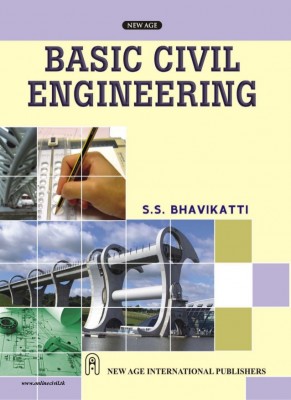 NEW AGE
BASIC CIVIL
ENGINEERING
S.S. BHAVIKATTI
NEW AGE INTERNATIONAL PUBLISHERS
www.onlinecivil.tk